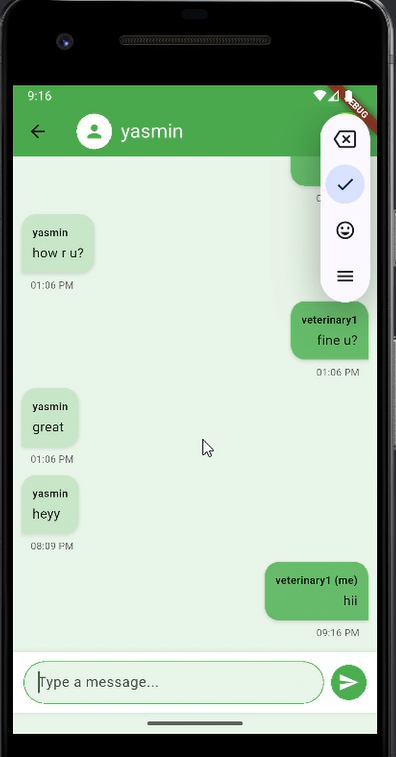 9:16
DEBUG
yasmin
yasmin
how r u?
01:06 PM
veterinary1
fine u?
01:06 PM
yasmin
great
01:06 PM
yasmin
heyy
08:09 PM
veterinary1 (me)
hii
09:16 PM
Type a message...